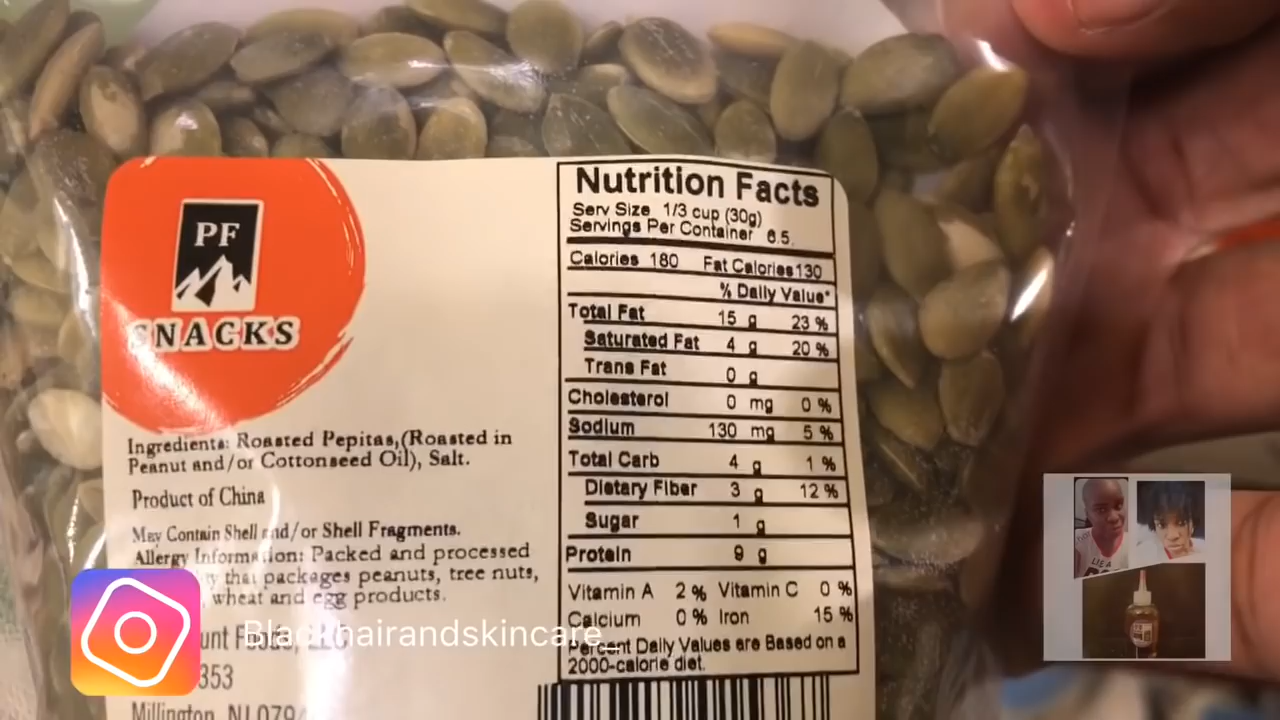 PF
SNACKS
Ingredients: Roasted Pepitas,(Roasted in
Peanut and/or Cottonseed Oil), Salt.
Product of China
May Contain Shell and/or Shell Fragments.
Allergy Information: Packed and processed
that packages peanuts, tree nuts,
wheat and egg products.
Foods, LLC
353
Millington, NJ 079
Blackhairandskincare_
Nutrition Facts
Serv Size 1/3 cup (30g)
Servings Per Container 6.5.
Calories 180 Fat Calories 130
% Daily Value*
Total Fat 15 g 23 %
Saturated Fat 4 g 20 %
Trans Fat 0 g
Cholesterol 0 mg 0 %
Sodium 130 mg 5 %
Total Carb 4 g 1 %
Dietary Fiber 3 g 12 %
Sugar 1 g
Protein 9 g
Vitamin A 2 % Vitamin C 0 %
Calcium 0 % Iron 15 %
Percent Daily Values are Based on a
2000-calorie diet.